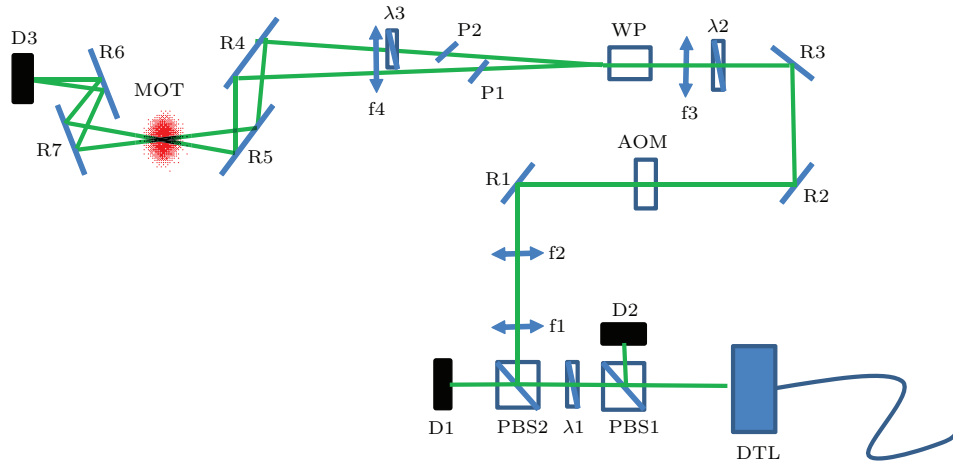 λ3
D3
R6
R4
P2
WP
λ2
R3
MOT
P1
f4
f3
R7
R5
AOM
R1
R2
f2
D2
f1
D1
PBS2
λ1
PBS1
DTL